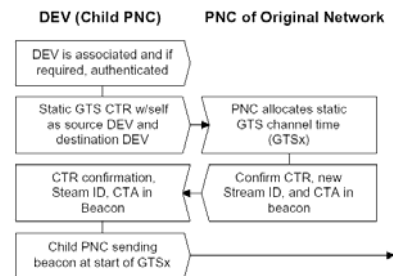 DEV (Child PNC)
PNC of Original Network
DEV is associated and if
required, authenticated
Static GTS CTR w/self
as source DEV and
destination DEV
PNC allocates static
GTS channel time
(GTSx)
CTR confirmation,
Steam ID, CTA in
Beacon
Confirm CTR, new
Stream ID, and CTA in
beacon
Child PNC sending
beacon at start of GTSx